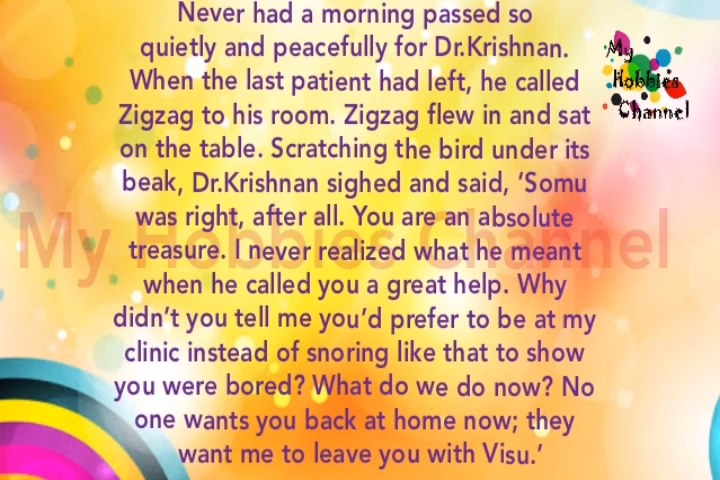 Never had a morning passed so
quietly and peacefully for Dr.Krishnan.
When the last patient had left, he called
Zigzag to his room. Zigzag flew in and sat
on the table. Scratching the bird under its
beak, Dr.Krishnan sighed and said, ‘Somu
was right, after all. You are an absolute
treasure. I never realized what he meant
when he called you a great help. Why
didn’t you tell me you’d prefer to be at my
clinic instead of snoring like that to show
you were bored? What do we do now? No
one wants you back at home now; they
want me to leave you with Visu.’
My
Hobbies
Channel
My Hobbies Channel